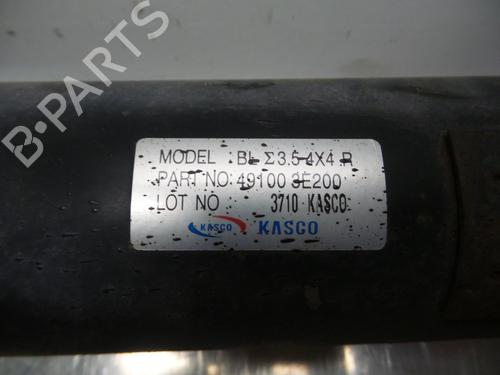 B-PARTS
MODEL : BL Σ3.5 4X4 R
PART NO: 49100 3E200
LOT NO : 3710 KASCO
KASCO KASCO